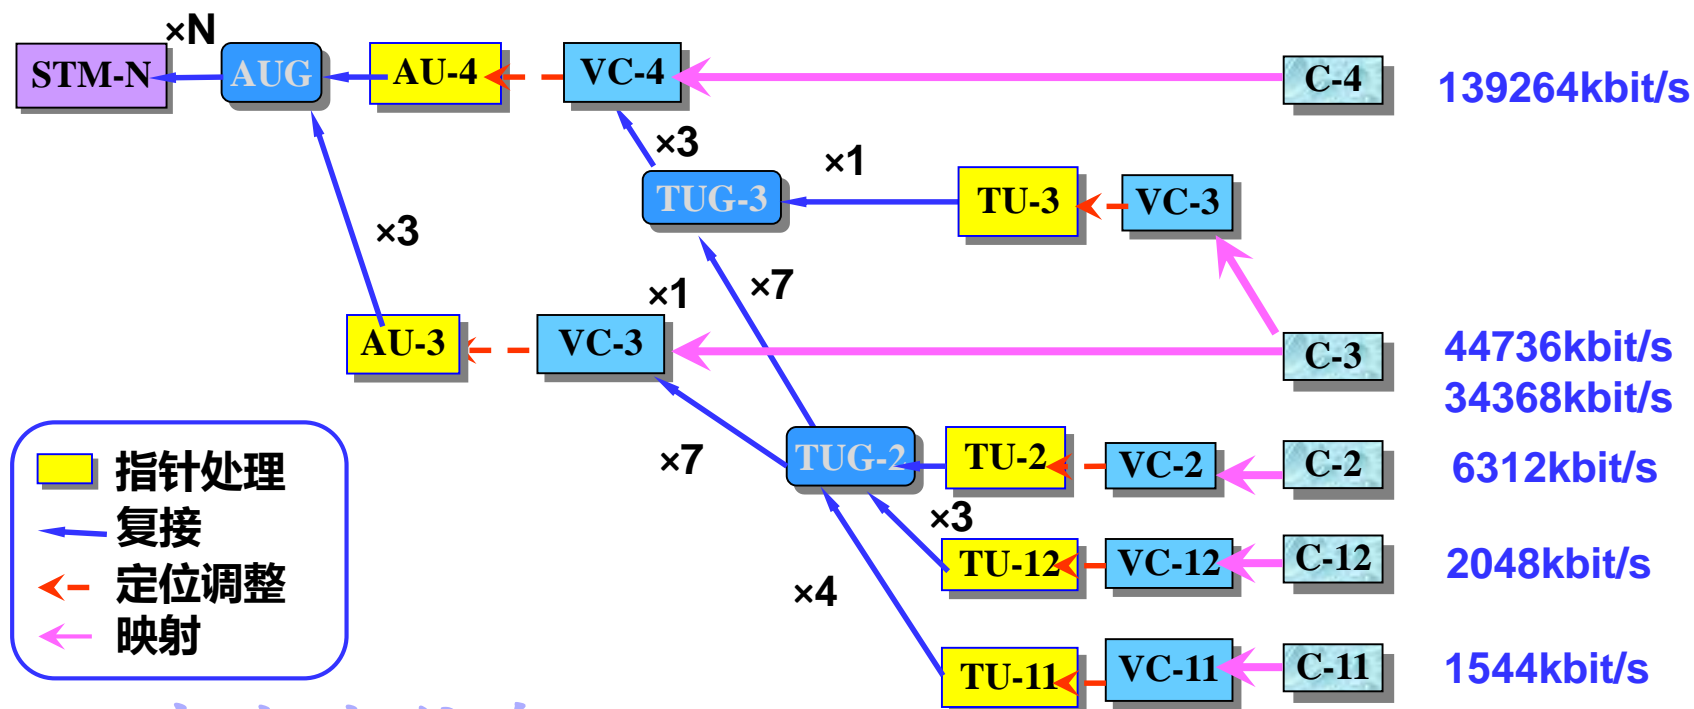 ×N
STM-N
AUG
AU-4
VC-4
C-4
139264kbit/s
×3
×1
TUG-3
TU-3
VC-3
×3
×7
×1
AU-3
VC-3
C-3
44736kbit/s
34368kbit/s
×7
TUG-2
TU-2
VC-2
C-2
6312kbit/s
×3
TU-12
VC-12
C-12
2048kbit/s
×4
TU-11
VC-11
C-11
1544kbit/s
指针处理
复接
定位调整
映射